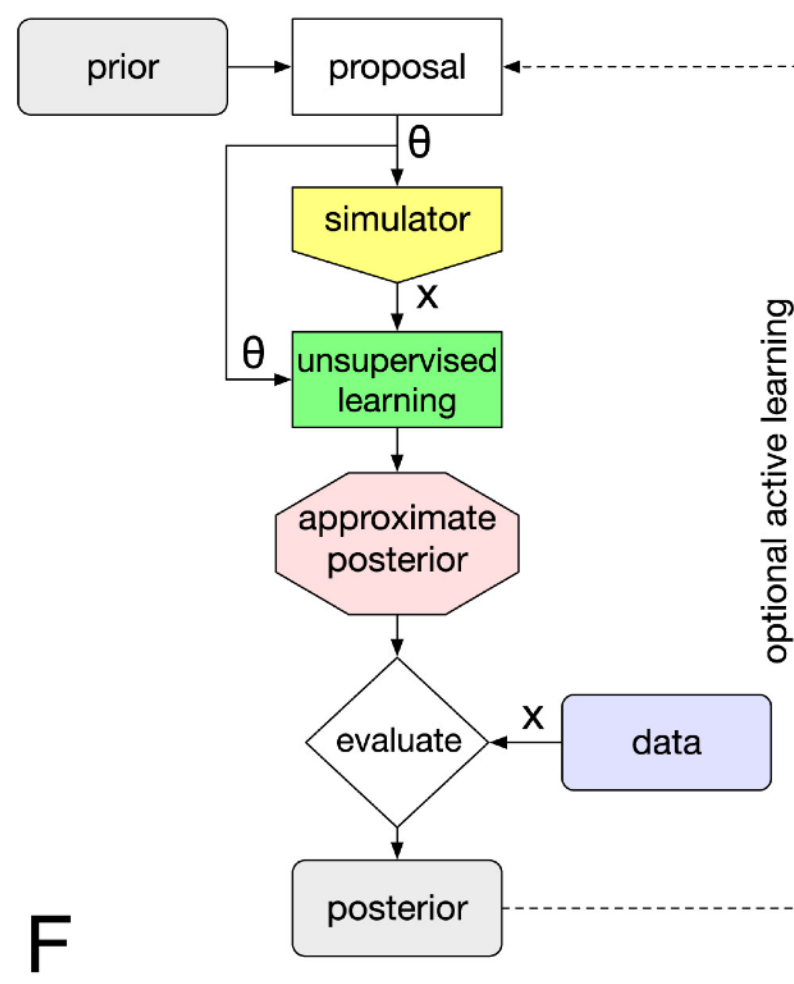 prior
proposal
θ
simulator
x
θ
unsupervised
learning
approximate
posterior
optional active learning
evaluate
x
data
posterior
F